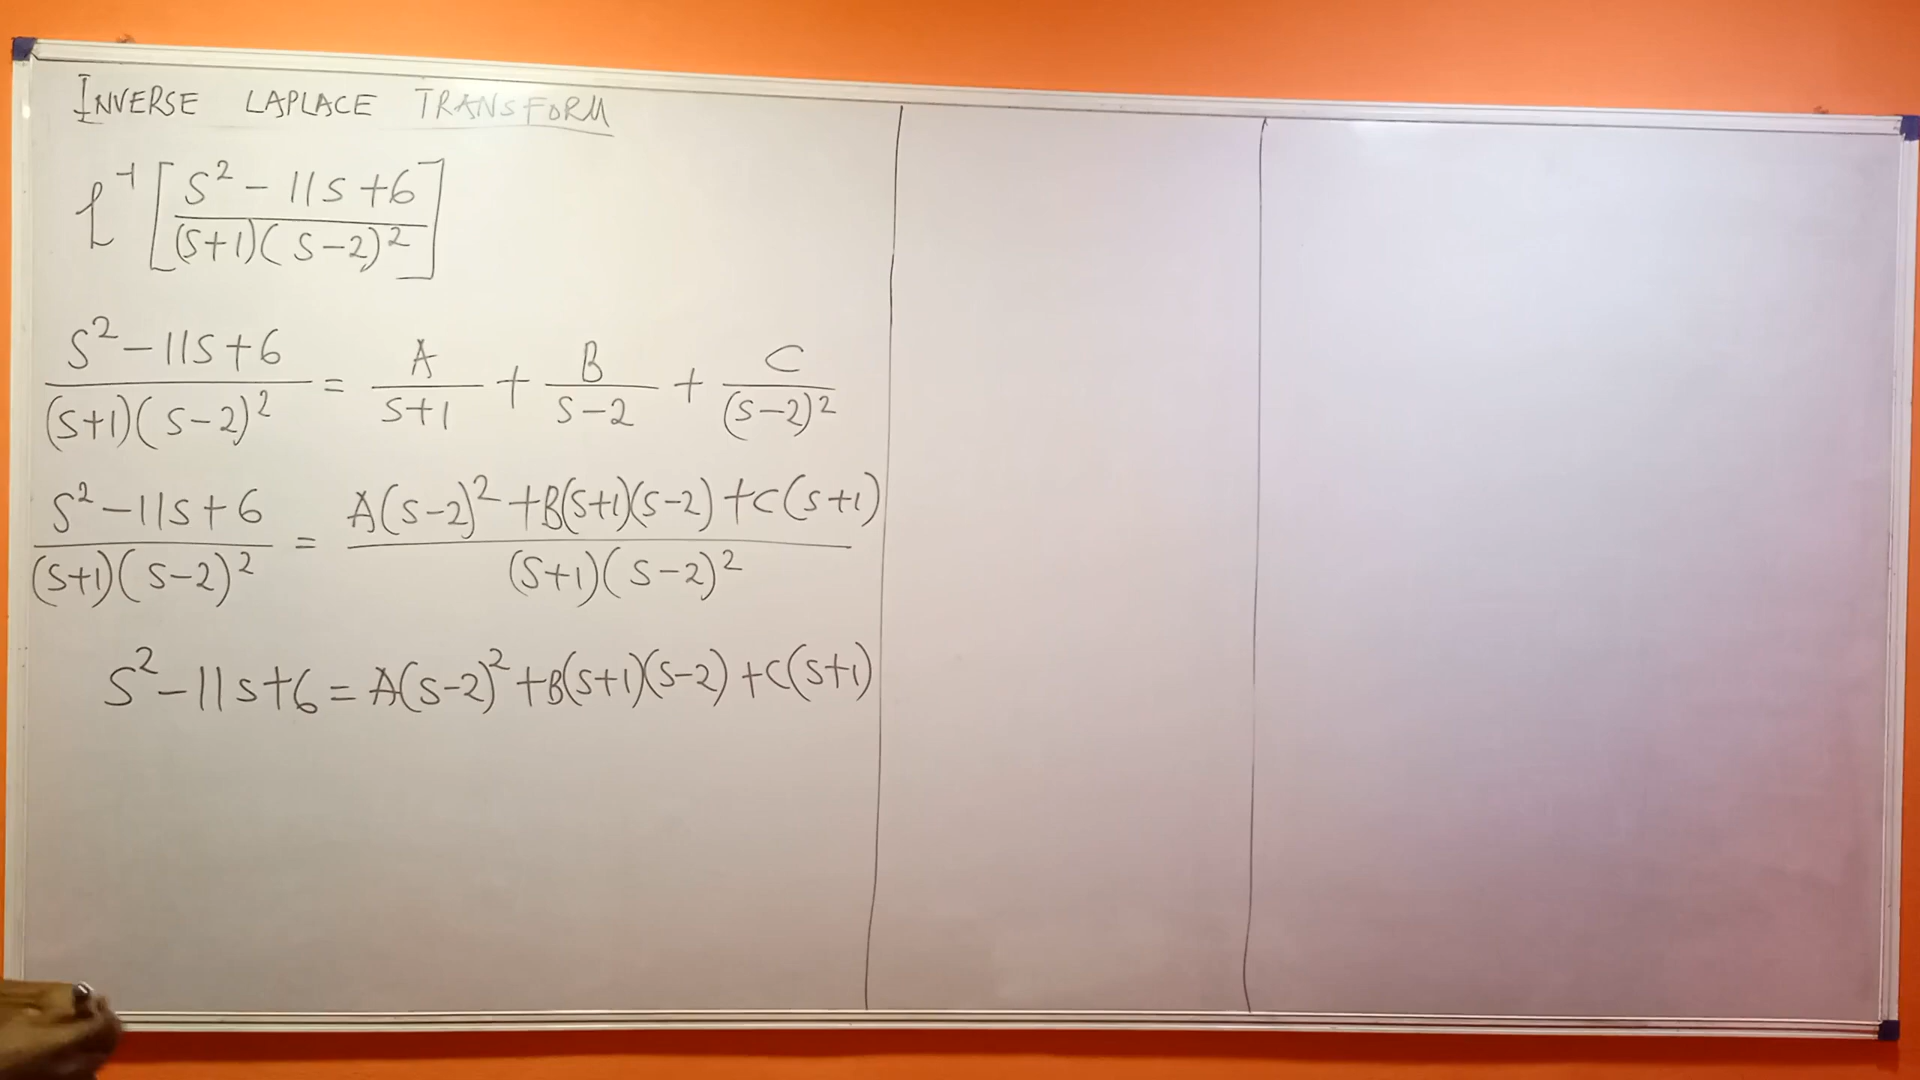 INVERSE LAPLACE TRANSFORM
ℒ⁻¹[(s² - 11s + 6)/((s+1)(s-2)²)]
(s² - 11s + 6)/((s+1)(s-2)²) = A/(s+1) + B/(s-2) + C/(s-2)²
(s² - 11s + 6)/((s+1)(s-2)²) = (A(s-2)² + B(s+1)(s-2) + C(s+1))/((s+1)(s-2)²)
s² - 11s + 6 = A(s-2)² + B(s+1)(s-2) + C(s+1)